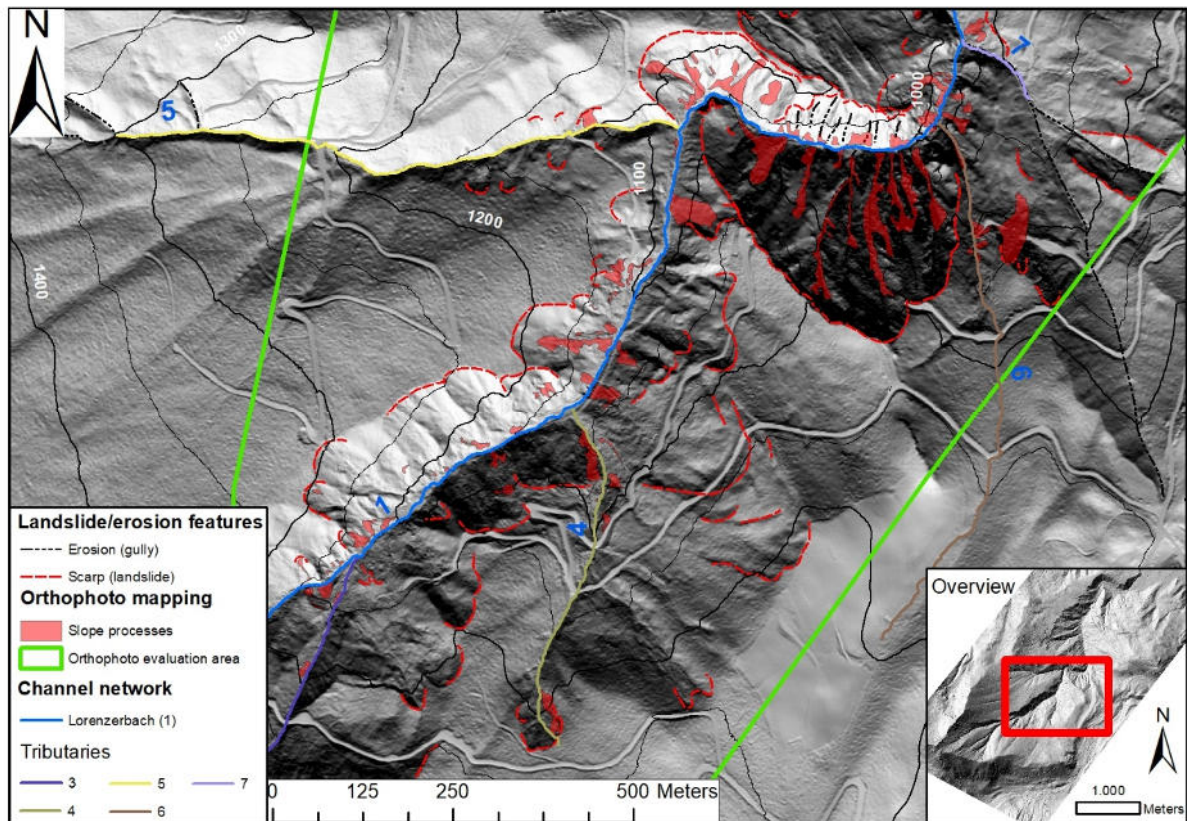 N
1300
5
1000
7
1100
1200
1400
6
1
4
Landslide/erosion features
Erosion (gully)
Scarp (landslide)
Orthophoto mapping
Slope processes
Orthophoto evaluation area
Channel network
Lorenzerbach (1)
Tributaries
3 5 7
4 6
0 125 250 500 Meters
Overview
N
1.000
Meters